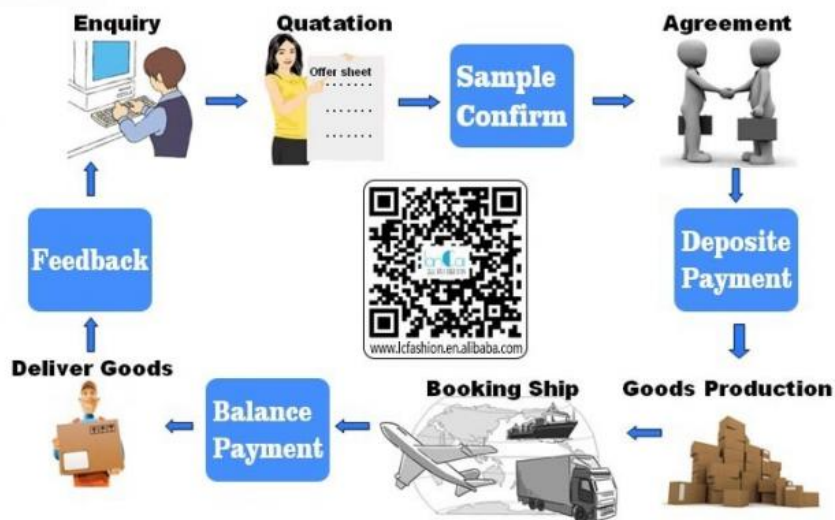 Enquiry
Quatation
Agreement
Offer sheet
Sample
Confirm
Feedback
Deposite
Payment
www.lcfashion.en.alibaba.com
Deliver Goods
Balance
Payment
Booking Ship
Goods Production